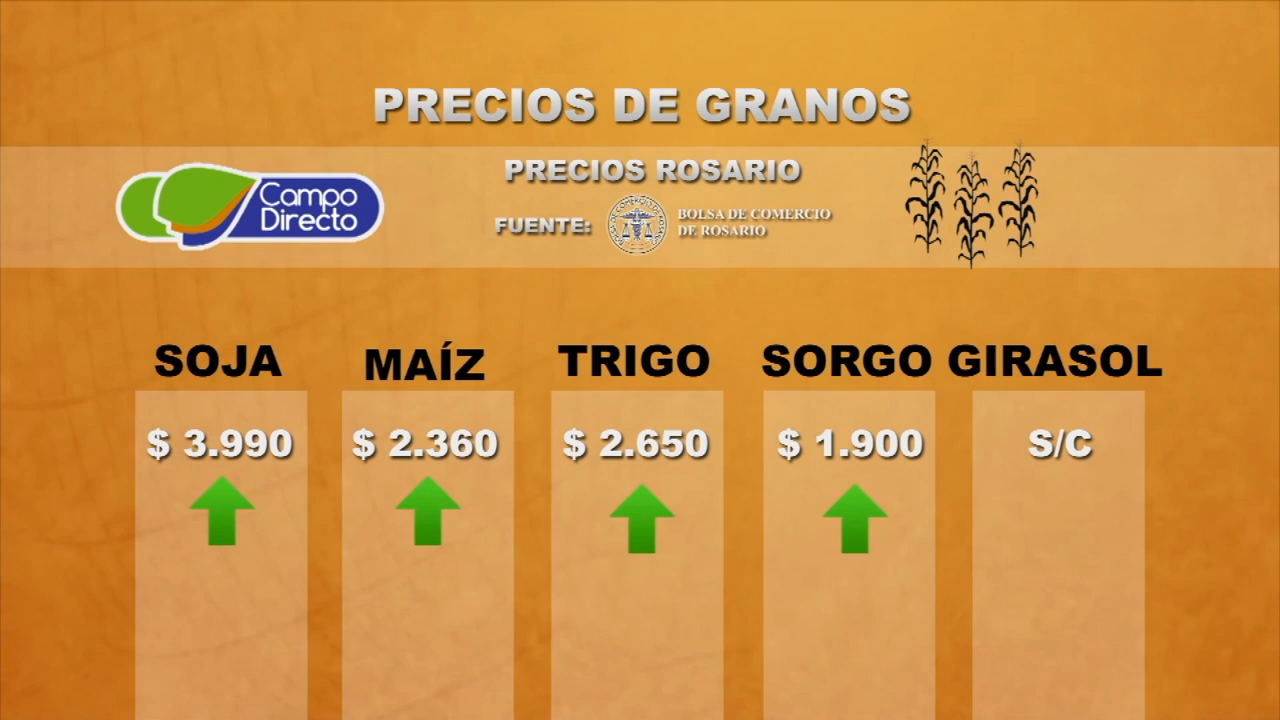 PRECIOS DE GRANOS
Campo
Directo
PRECIOS ROSARIO
FUENTE:
BOLSA DE COMERCIO
DE ROSARIO
SOJA MAÍZ TRIGO SORGO GIRASOL
$ 3.990 $ 2.360 $ 2.650 $ 1.900 S/C